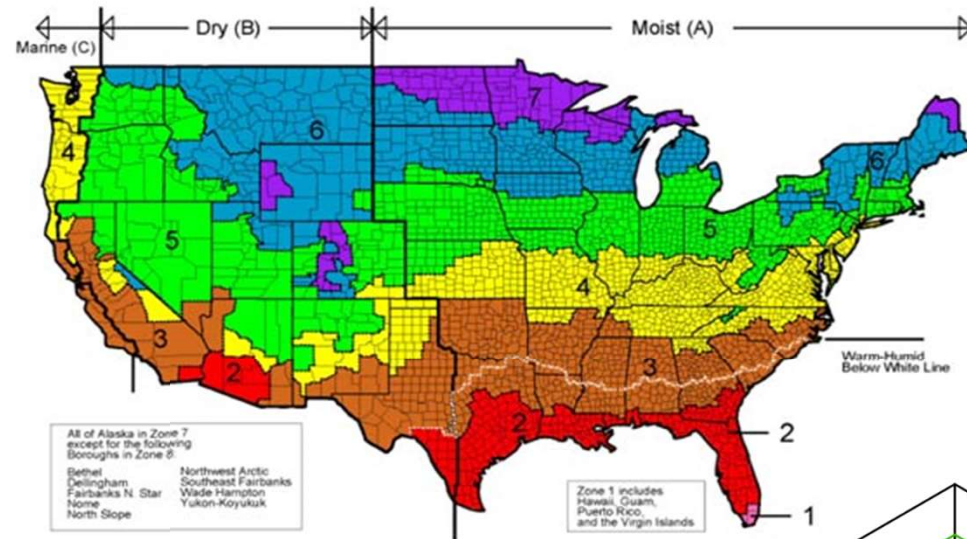 Marine (C)
Dry (B)
Moist (A)
7
6
6
4
5
5
4
3
3
2
2
Warm-Humid
Below White Line
2
1
All of Alaska in Zone 7
except for the following
Boroughs in Zone 8:
Bethel
Dellingham
Fairbanks N. Star
Nome
North Slope
Northwest Arctic
Southeast Fairbanks
Wade Hampton
Yukon-Koyukuk
Zone 1 includes
Hawaii, Guam,
Puerto Rico,
and the Virgin Islands